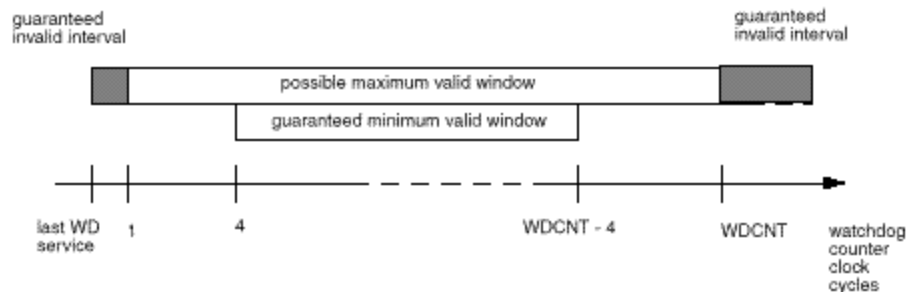 guaranteed
invalid interval
guaranteed
invalid interval
possible maximum valid window
guaranteed minimum valid window
last WD
service
1
4
WDCNT - 4
WDCNT
watchdog
counter
clock
cycles